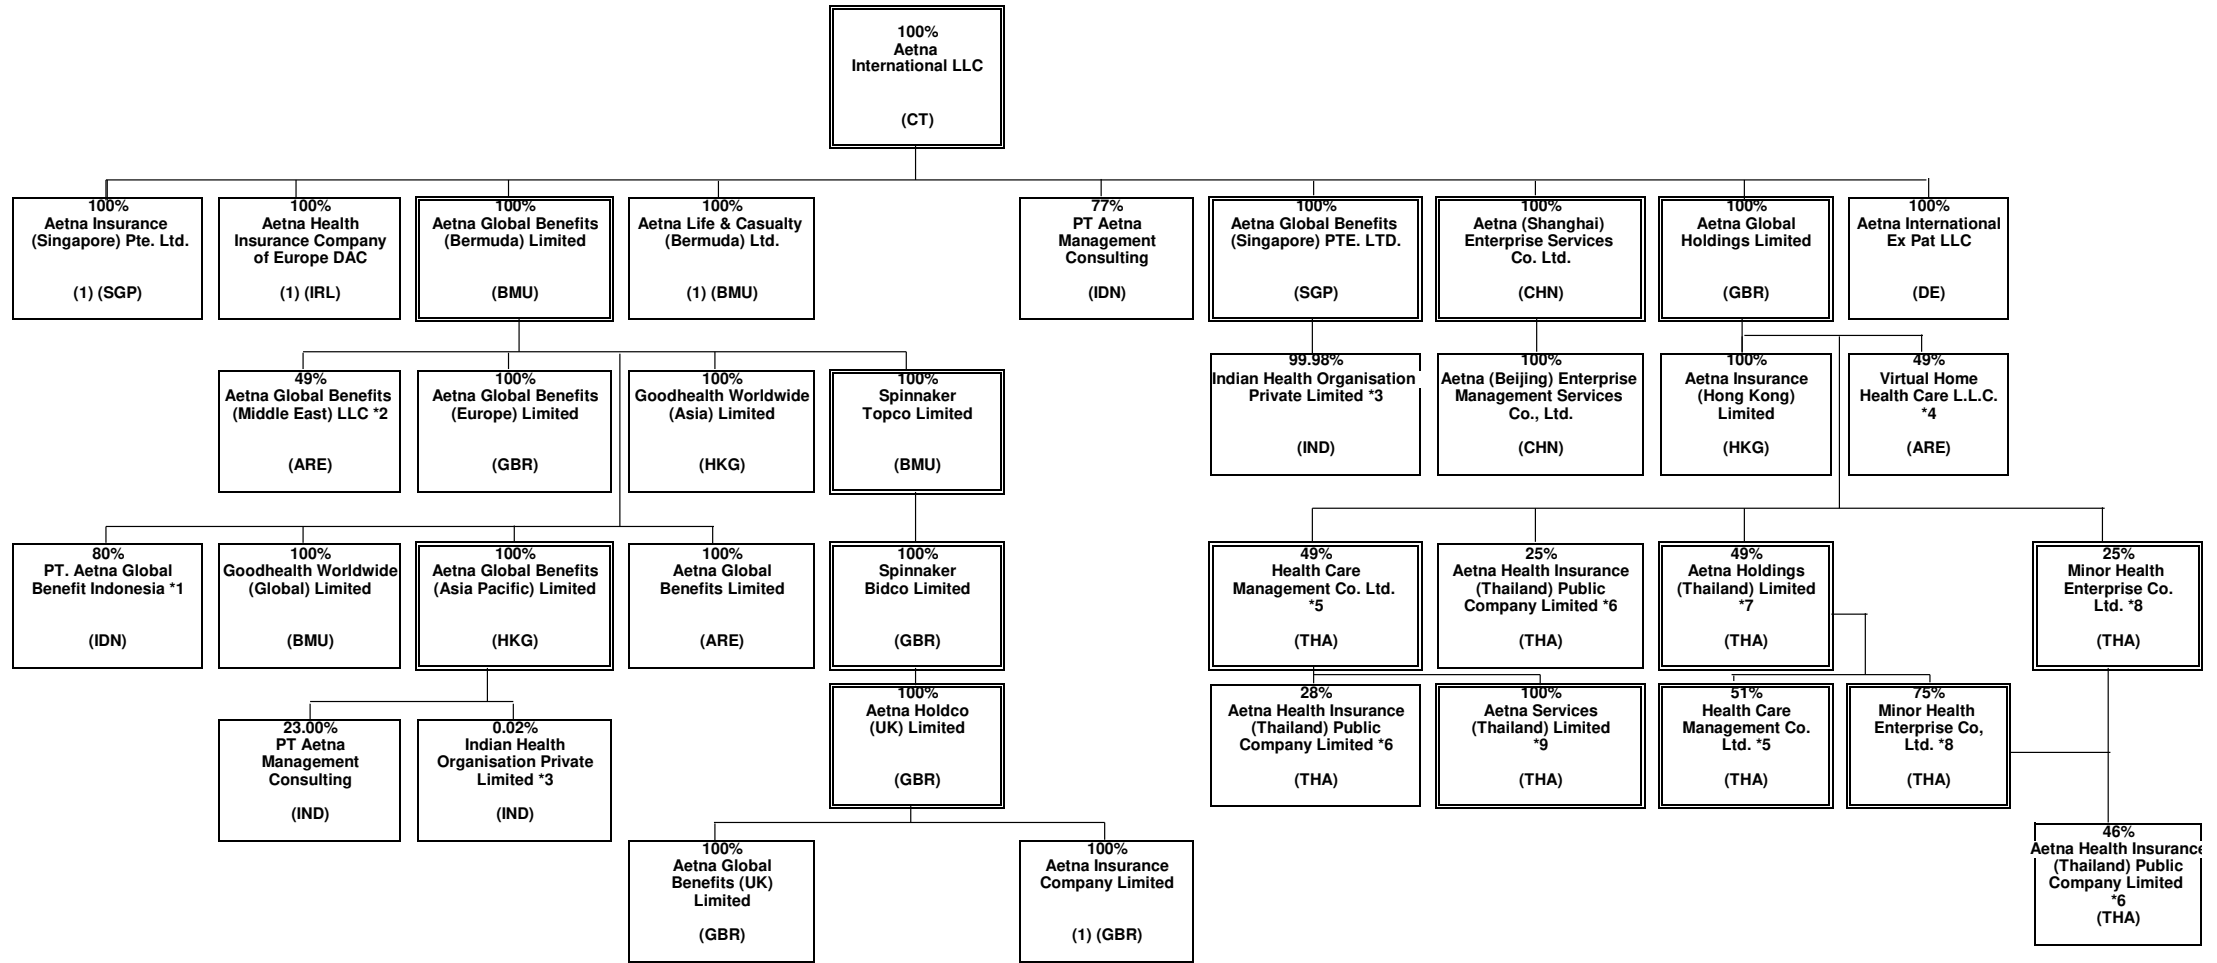 100%
Aetna
International LLC
(CT)
100%
Aetna Insurance
(Singapore) Pte. Ltd.
(1) (SGP)
100%
Aetna Health
Insurance Company
of Europe DAC
(1) (IRL)
100%
Aetna Global Benefits
(Bermuda) Limited
(BMU)
100%
Aetna Life & Casualty
(Bermuda) Ltd.
(1) (BMU)
77%
PT Aetna
Management
Consulting
(IDN)
100%
Aetna Global Benefits
(Singapore) PTE. LTD.
(SGP)
100%
Aetna (Shanghai)
Enterprise Services
Co. Ltd.
(CHN)
100%
Aetna Global
Holdings Limited
(GBR)
100%
Aetna International
Ex Pat LLC
(DE)
49%
Aetna Global Benefits
(Middle East) LLC *2
(ARE)
100%
Aetna Global Benefits
(Europe) Limited
(GBR)
100%
Goodhealth Worldwide
(Asia) Limited
(HKG)
100%
Spinnaker
Topco Limited
(BMU)
99.98%
Indian Health Organisation
Private Limited *3
(IND)
100%
Aetna (Beijing) Enterprise
Management Services
Co., Ltd.
(CHN)
100%
Aetna Insurance
(Hong Kong)
Limited
(HKG)
49%
Virtual Home
Health Care L.L.C.
*4
(ARE)
80%
PT. Aetna Global
Benefit Indonesia *1
(IDN)
100%
Goodhealth Worldwide
(Global) Limited
(BMU)
100%
Aetna Global Benefits
(Asia Pacific) Limited
(HKG)
100%
Aetna Global
Benefits Limited
(ARE)
100%
Spinnaker
Bidco Limited
(GBR)
49%
Health Care
Management Co. Ltd.
*5
(THA)
25%
Aetna Health Insurance
(Thailand) Public
Company Limited *6
(THA)
49%
Aetna Holdings
(Thailand) Limited
*7
(THA)
25%
Minor Health
Enterprise Co.
Ltd. *8
(THA)
23.00%
PT Aetna
Management
Consulting
(IND)
0.02%
Indian Health
Organisation Private
Limited *3
(IND)
100%
Aetna Holdco
(UK) Limited
(GBR)
28%
Aetna Health Insurance
(Thailand) Public
Company Limited *6
(THA)
100%
Aetna Services
(Thailand) Limited
*9
(THA)
51%
Health Care
Management Co.
Ltd. *5
(THA)
75%
Minor Health
Enterprise Co,
Ltd. *8
(THA)
100%
Aetna Global
Benefits (UK)
Limited
(GBR)
100%
Aetna Insurance
Company Limited
(1) (GBR)
46%
Aetna Health Insurance
(Thailand) Public
Company Limited
*6
(THA)